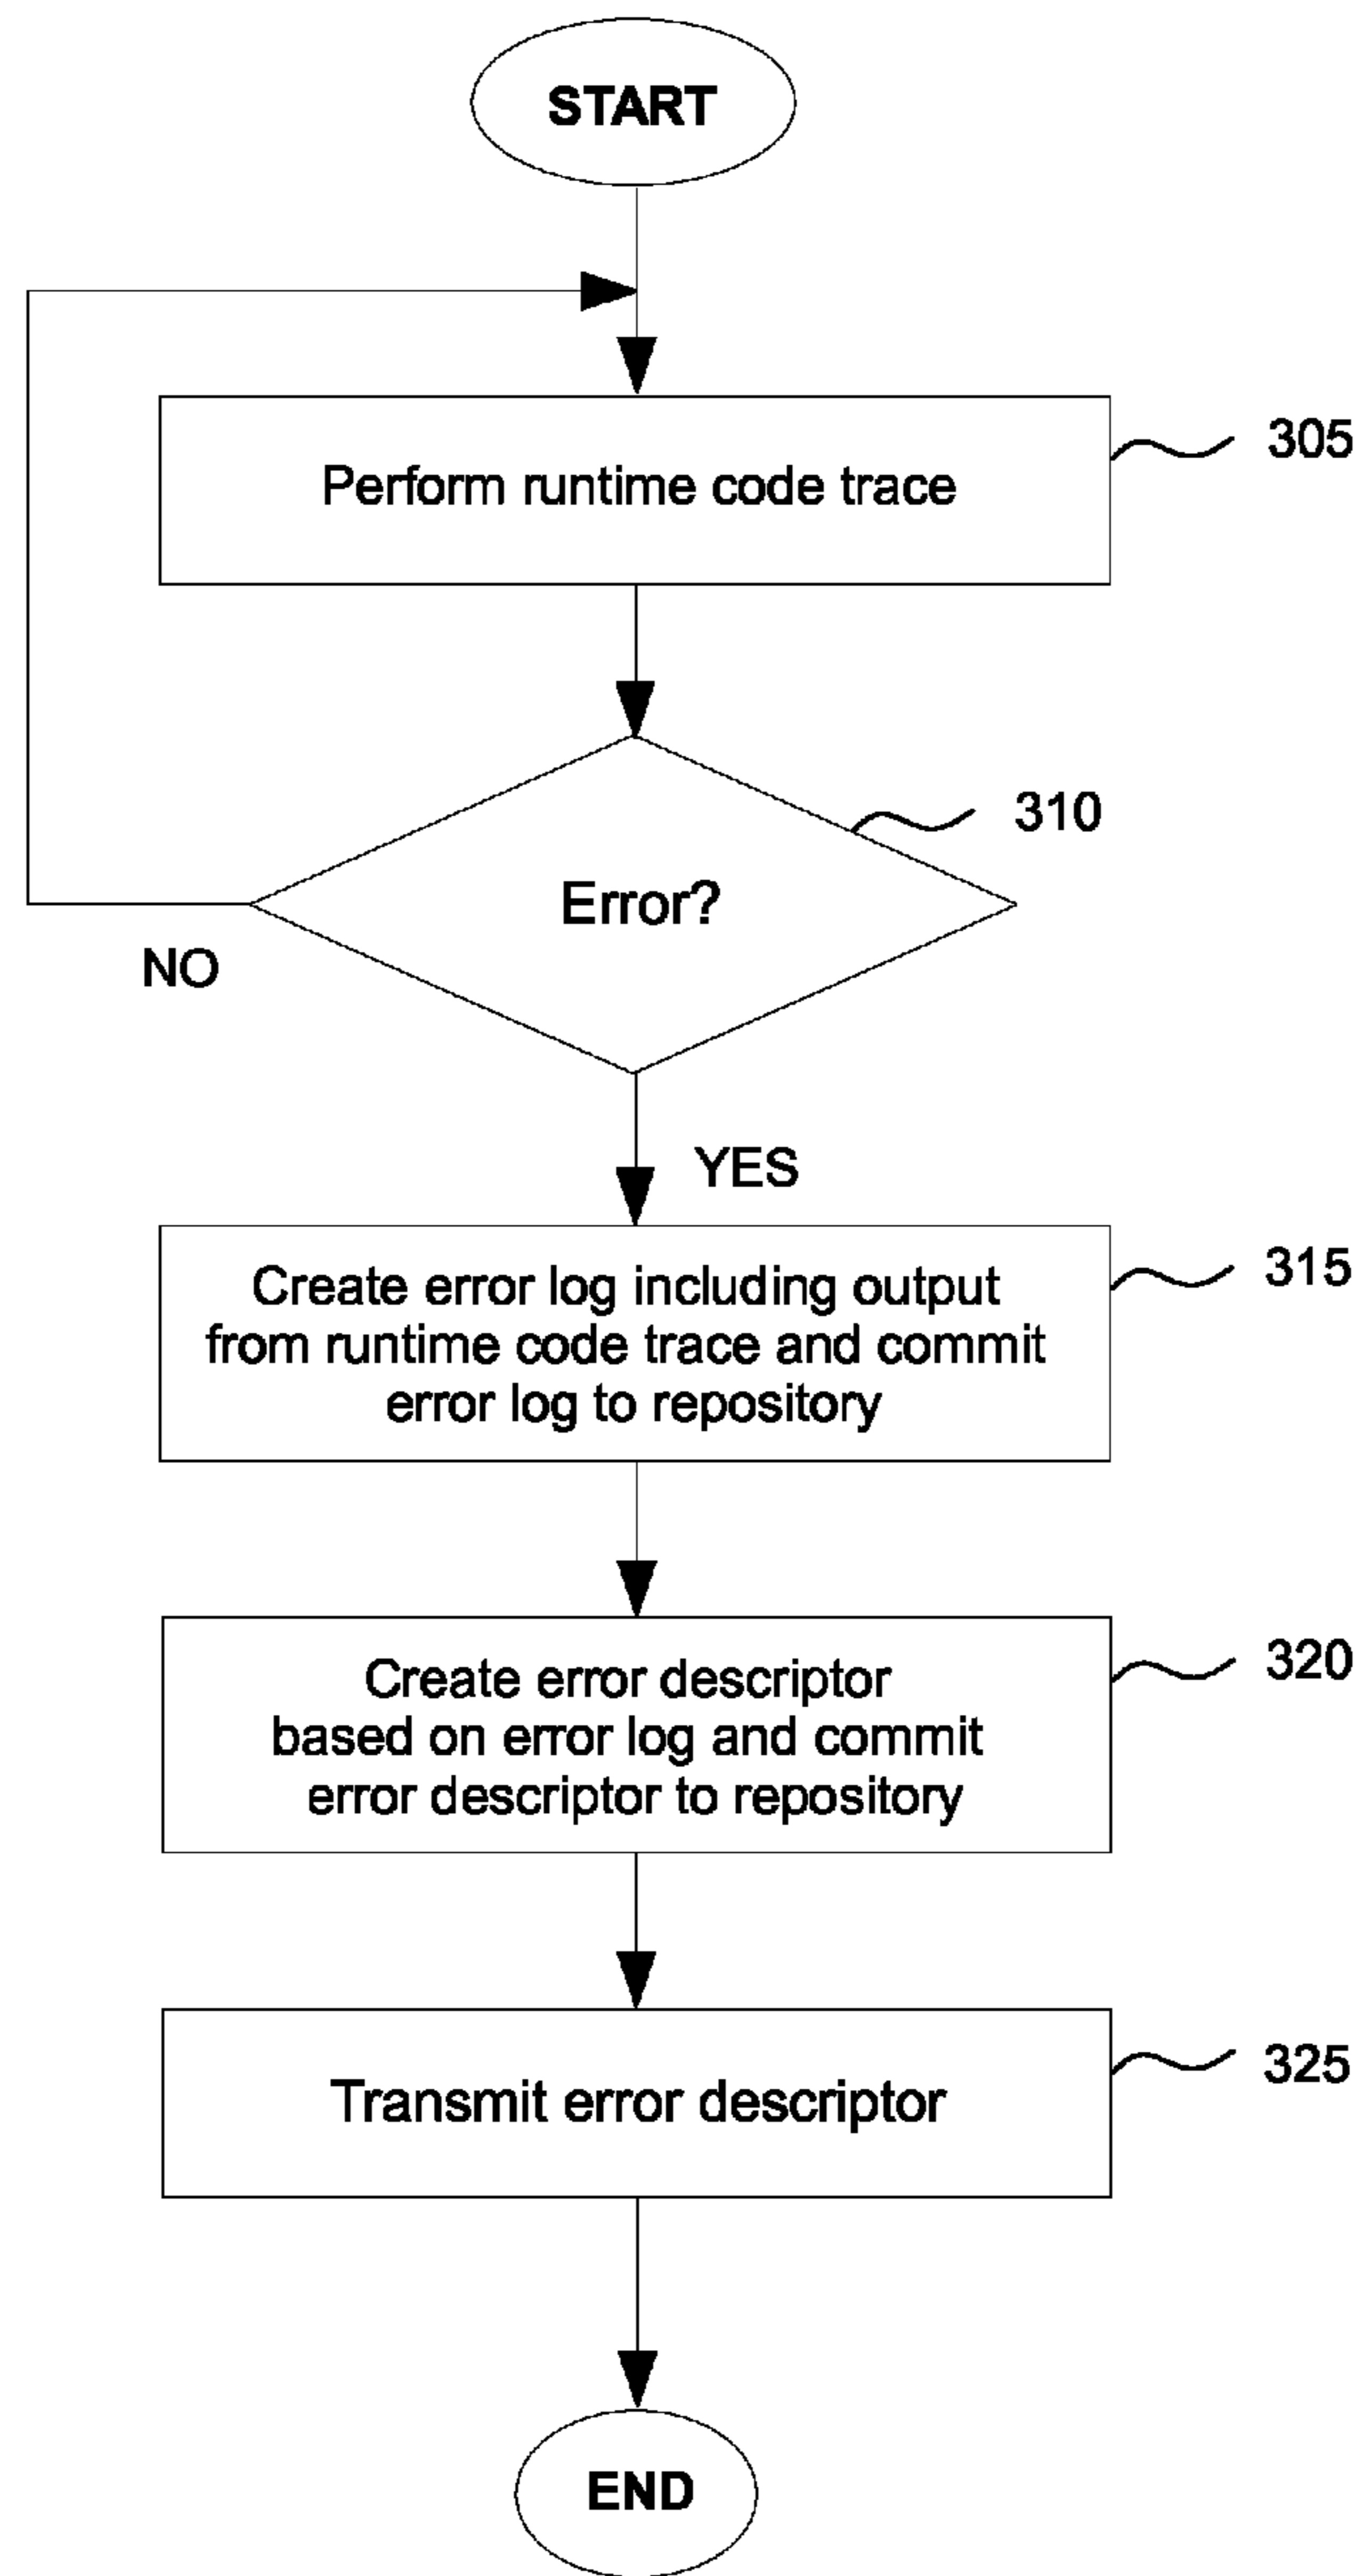 START
305
Perform runtime code trace
310
Error?
NO
YES
315
Create error log including output
from runtime code trace and commit
error log to repository
320
Create error descriptor
based on error log and commit
error descriptor to repository
325
Transmit error descriptor
END